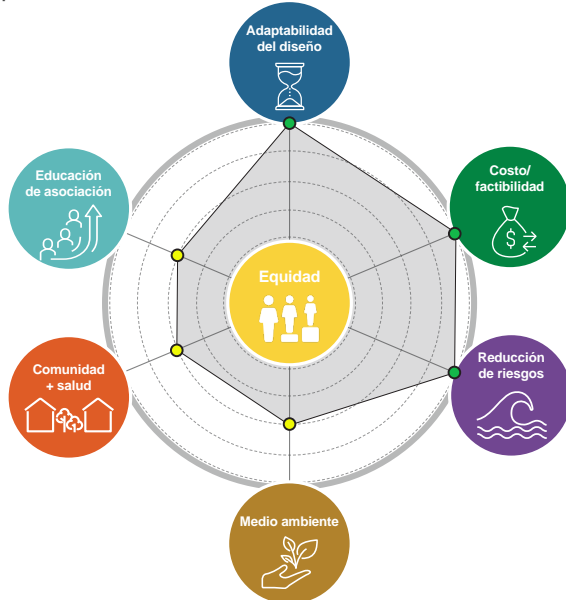 Adaptabilidad
del diseño
Educación
de asociación
Costo/
factibilidad
$
Equidad
Comunidad
+ salud
Reducción
de riesgos
Medio ambiente